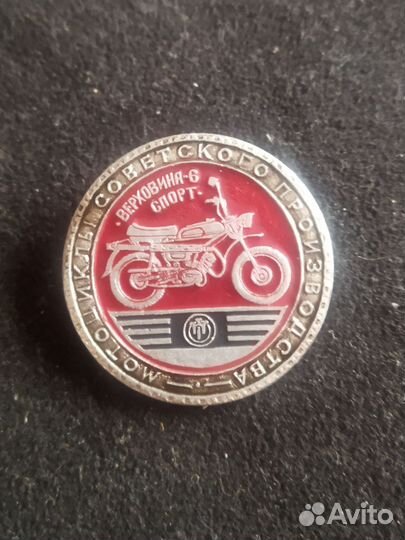 МОТОЦИКЛЫ СОВЕТСКОГО ПРОИЗВОДСТВА
ВЕРХОВИНА-6
СПОРТ
Avito